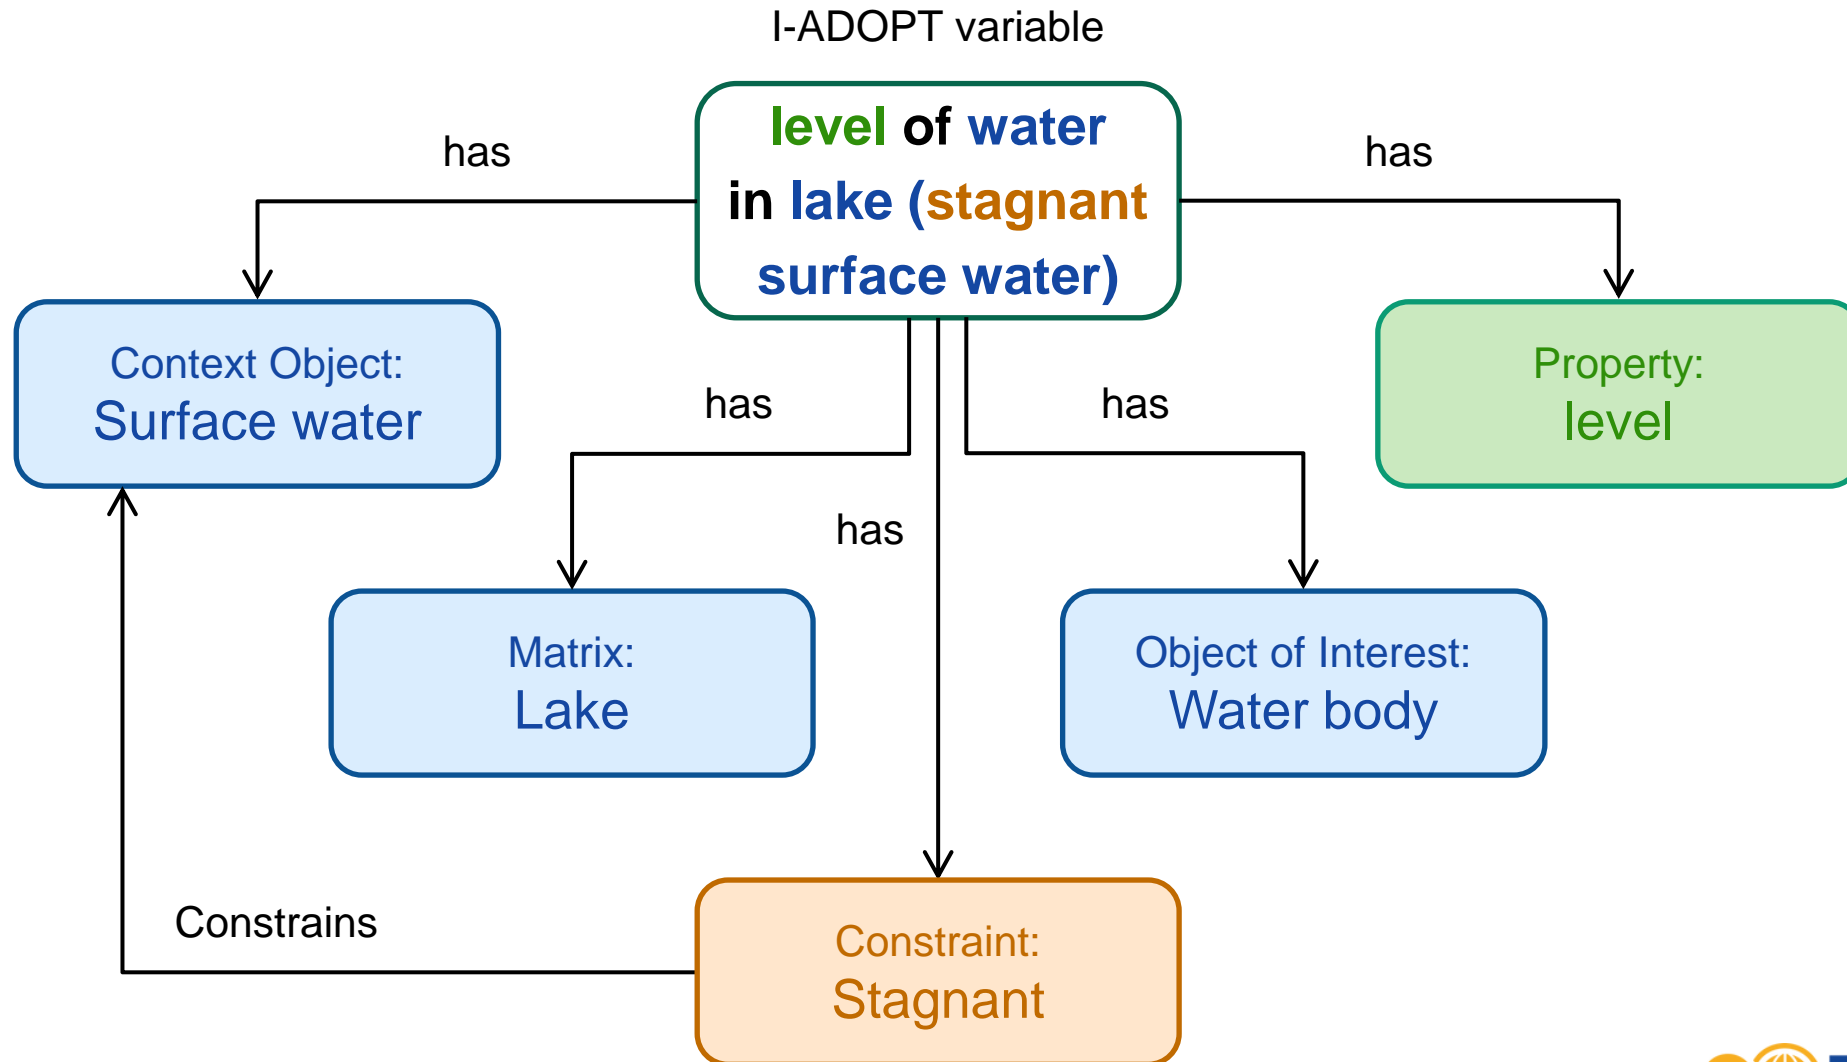 I-ADOPT variable
level of water
in lake (stagnant
surface water)
has
has
Context Object:
Surface water
Property:
level
has
has
has
Matrix:
Lake
Object of Interest:
Water body
Constrains
Constraint:
Stagnant